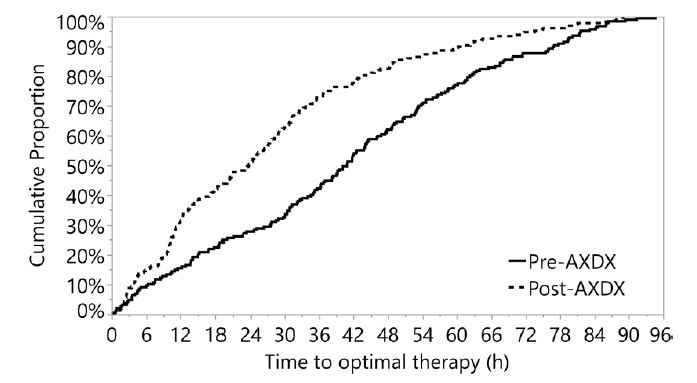 100%
90%
80%
70%
60%
50%
40%
30%
20%
10%
0%
Cumulative Proportion
Pre-AXDX
Post-AXDX
0 6 12 18 24 30 36 42 48 54 60 66 72 78 84 90 96
Time to optimal therapy (h)